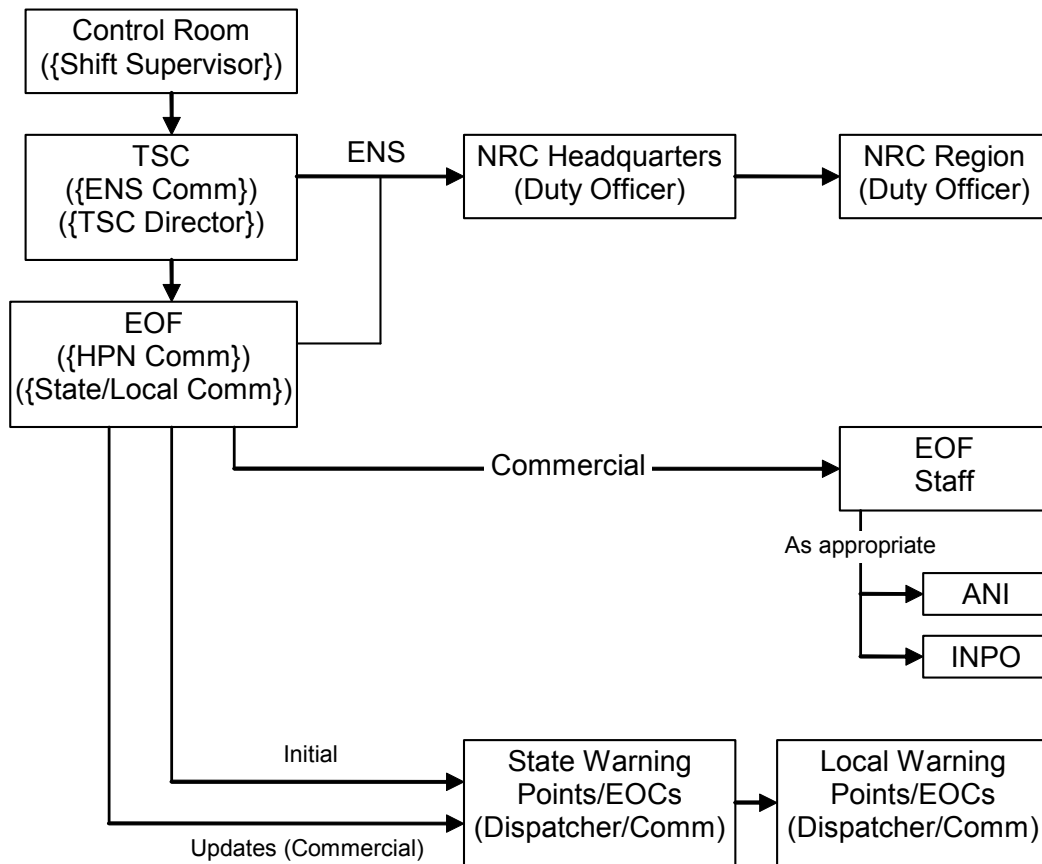 Control Room
({Shift Supervisor})
TSC
({ENS Comm})
({TSC Director})
ENS
NRC Headquarters
(Duty Officer)
NRC Region
(Duty Officer)
EOF
({HPN Comm})
({State/Local Comm})
Commercial
EOF
Staff
As appropriate
ANI
INPO
Initial
Updates (Commercial)
State Warning
Points/EOCs
(Dispatcher/Comm)
Local Warning
Points/EOCs
(Dispatcher/Comm)